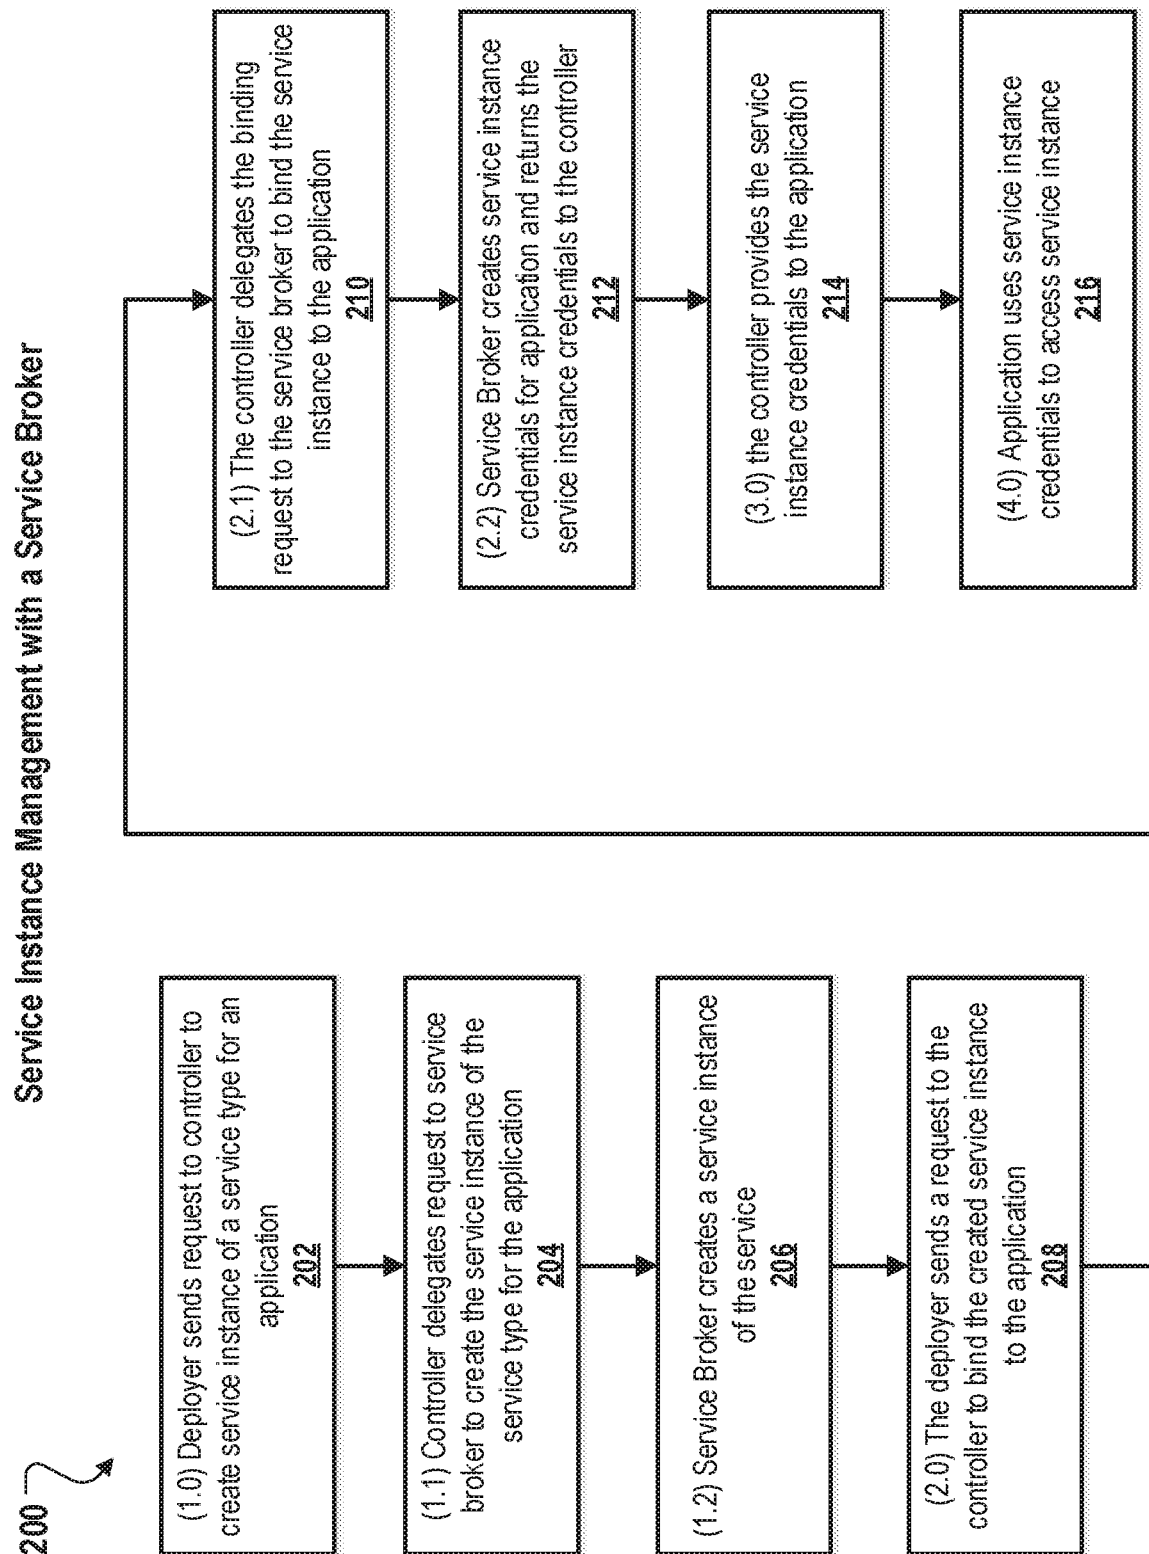 Service Instance Management with a Service Broker
200
(1.0) Deployer sends request to controller to
create service instance of a service type for an
application
202
(1.1) Controller delegates request to service
broker to create the service instance of the
service type for the application
204
(1.2) Service Broker creates a service instance
of the service
206
(2.0) The deployer sends a request to the
controller to bind the created service instance
to the application
208
(2.1) The controller delegates the binding
request to the service broker to bind the service
instance to the application
210
(2.2) Service Broker creates service instance
credentials for application and returns the
service instance credentials to the controller
212
(3.0) the controller provides the service
instance credentials to the application
214
(4.0) Application uses service instance
credentials to access service instance
216